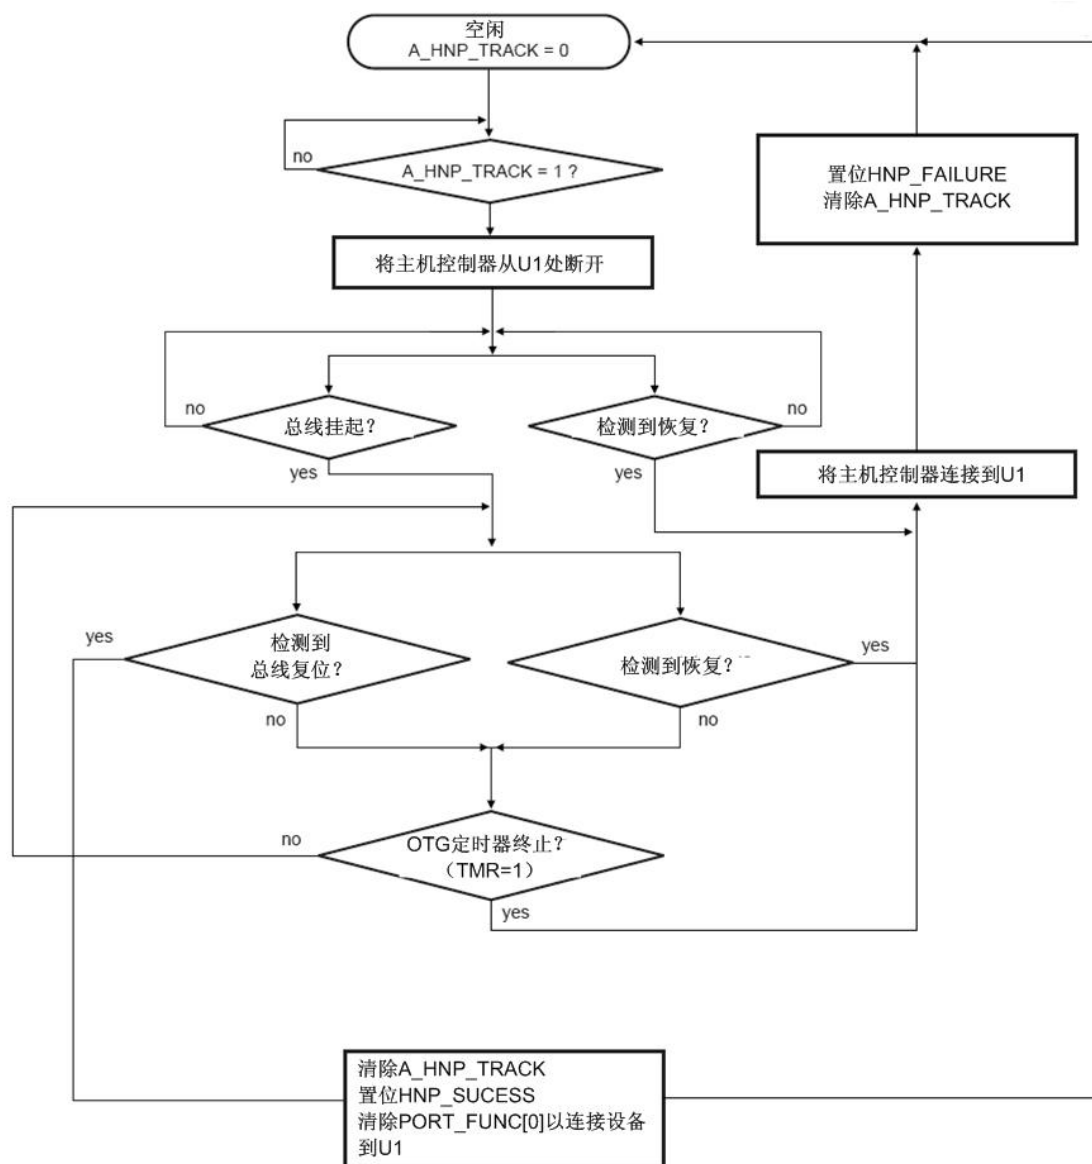 空闲
A_HNP_TRACK = 0
no
A_HNP_TRACK = 1 ?
置位HNP_FAILURE
清除A_HNP_TRACK
将主机控制器从U1处断开
no
总线挂起?
检测到恢复?
no
yes
yes
将主机控制器连接到U1
yes
检测到
总线复位?
检测到恢复?
yes
no
no
no
OTG定时器终止?
（TMR=1）
yes
清除A_HNP_TRACK
置位HNP_SUCESS
清除PORT_FUNC[0]以连接设备
到U1